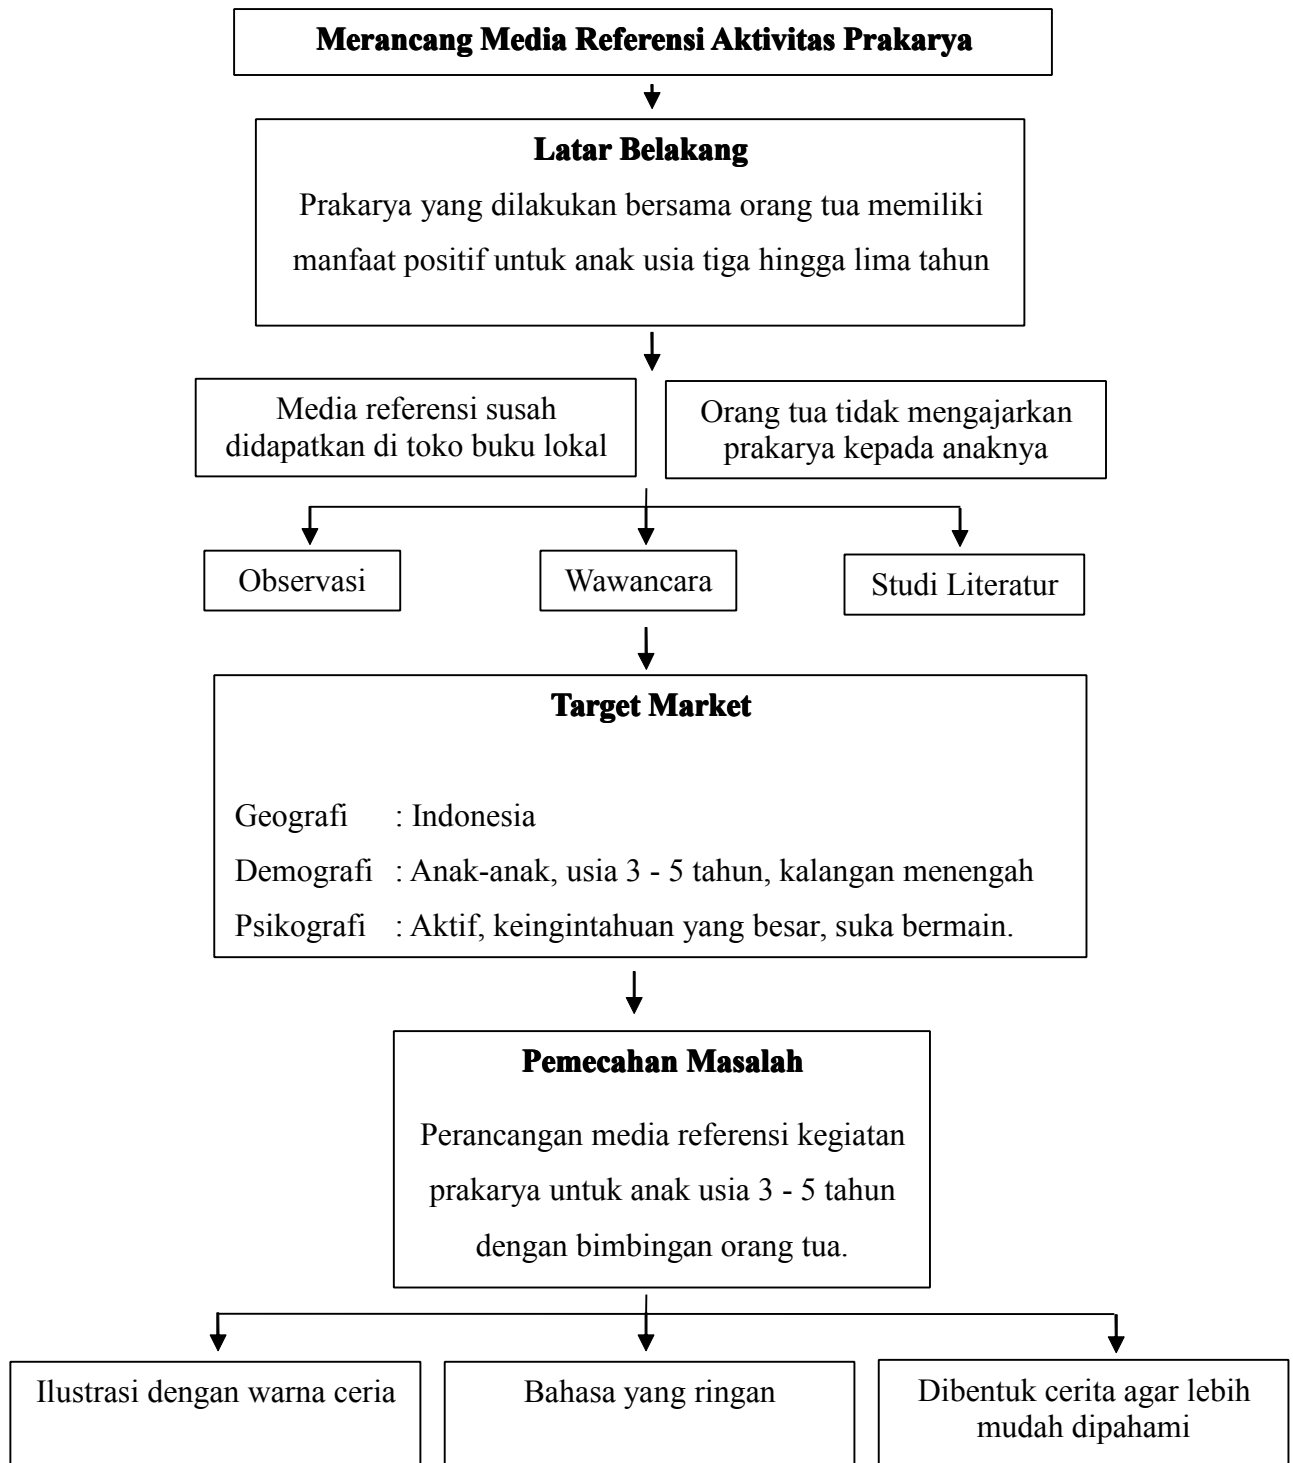 Merancang Media Referensi Aktivitas Prakarya
Latar Belakang
Prakarya yang dilakukan bersama orang tua memiliki
manfaat positif untuk anak usia tiga hingga lima tahun
Media referensi susah
didapatkan di toko buku lokal
Orang tua tidak mengajarkan
prakarya kepada anaknya
Observasi
Wawancara
Studi Literatur
Target Market
Geografi : Indonesia
Demografi : Anak-anak, usia 3 - 5 tahun, kalangan menengah
Psikografi : Aktif, keingintahuan yang besar, suka bermain.
Pemecahan Masalah
Perancangan media referensi kegiatan
prakarya untuk anak usia 3 - 5 tahun
dengan bimbingan orang tua.
Ilustrasi dengan warna ceria
Bahasa yang ringan
Dibentuk cerita agar lebih
mudah dipahami